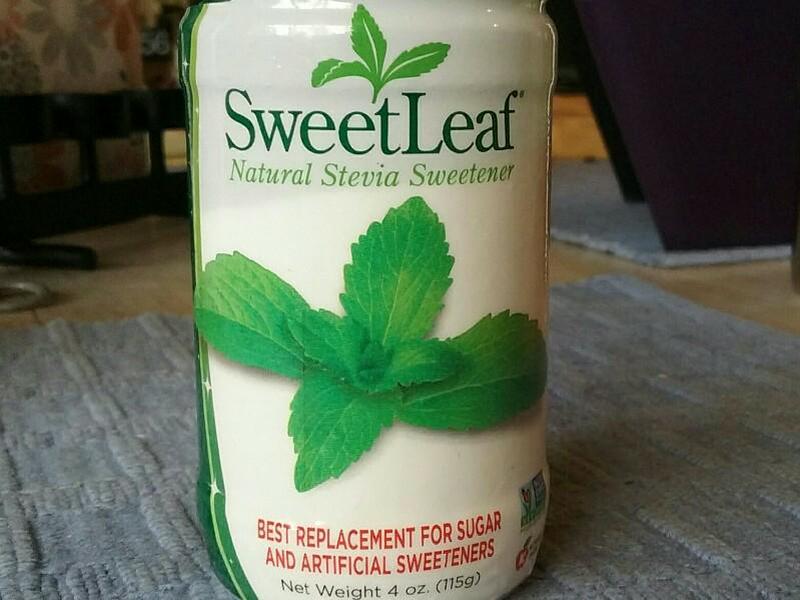 SweetLeaf®
Natural Stevia Sweetener
BEST REPLACEMENT FOR SUGAR
AND ARTIFICIAL SWEETENERS
Net Weight 4 oz. (115g)